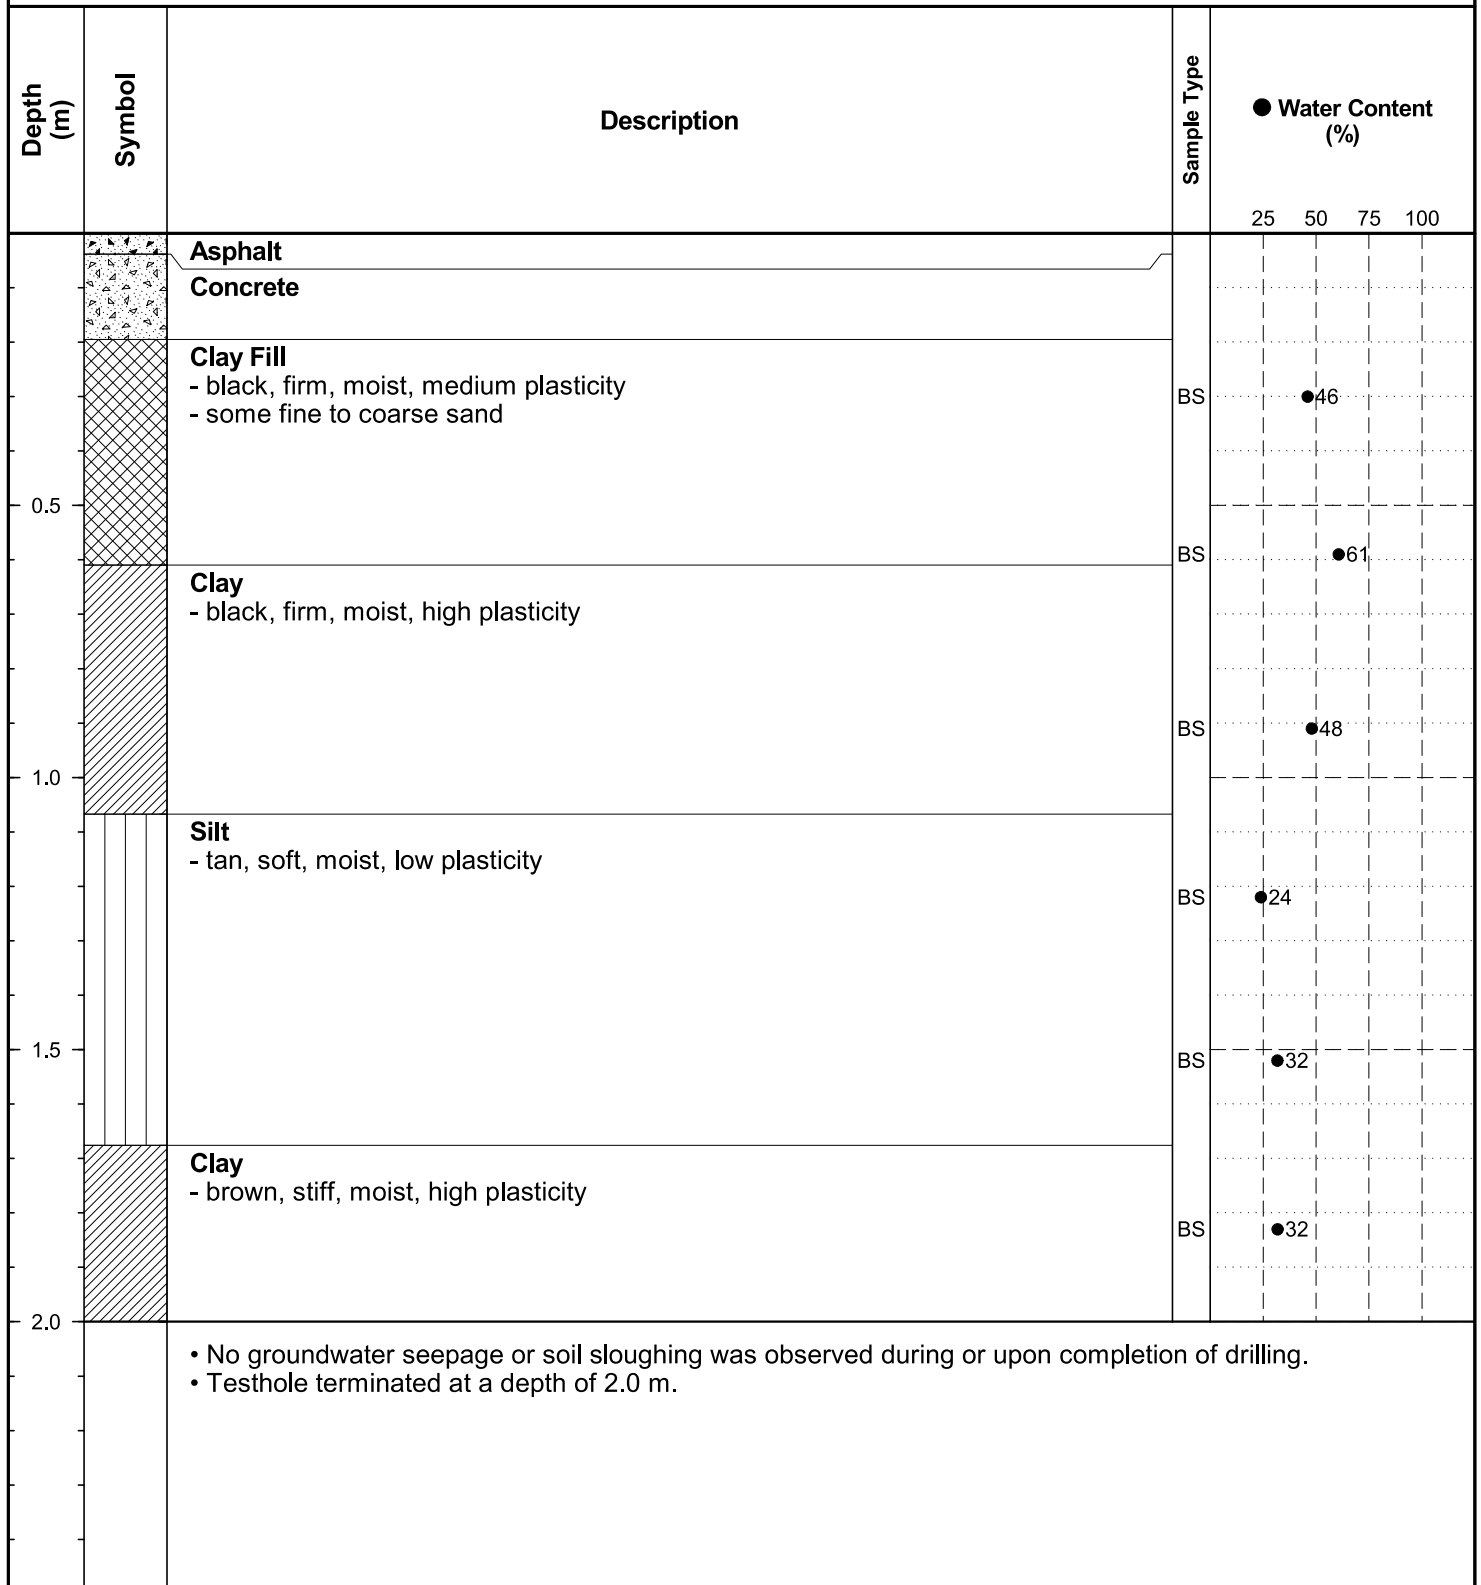 Depth
(m)
Symbol
Description
Sample Type
● Water Content
(%)
25 50 75 100
Asphalt
Concrete
Clay Fill
- black, firm, moist, medium plasticity
- some fine to coarse sand
BS 46
0.5
BS 61
Clay
- black, firm, moist, high plasticity
BS 48
1.0
Silt
- tan, soft, moist, low plasticity
BS 24
1.5
BS 32
Clay
- brown, stiff, moist, high plasticity
BS 32
2.0
• No groundwater seepage or soil sloughing was observed during or upon completion of drilling.
• Testhole terminated at a depth of 2.0 m.